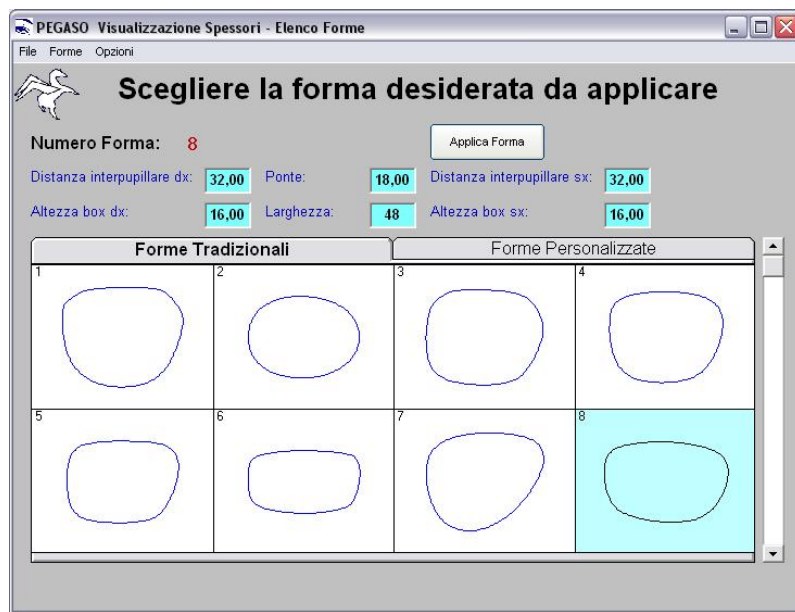 PEGASO Visualizzazione Spessori - Elenco Forme
File Forme Opzioni
Scegliere la forma desiderata da applicare
Numero Forma: 8 Applica Forma
Distanza interpupillare dx: 32,00 Ponte: 18,00 Distanza interpupillare sx: 32,00
Altezza box dx: 16,00 Larghezza: 48 Altezza box sx: 16,00
Forme Tradizionali Forme Personalizzate
1 2 3 4
5 6 7 8